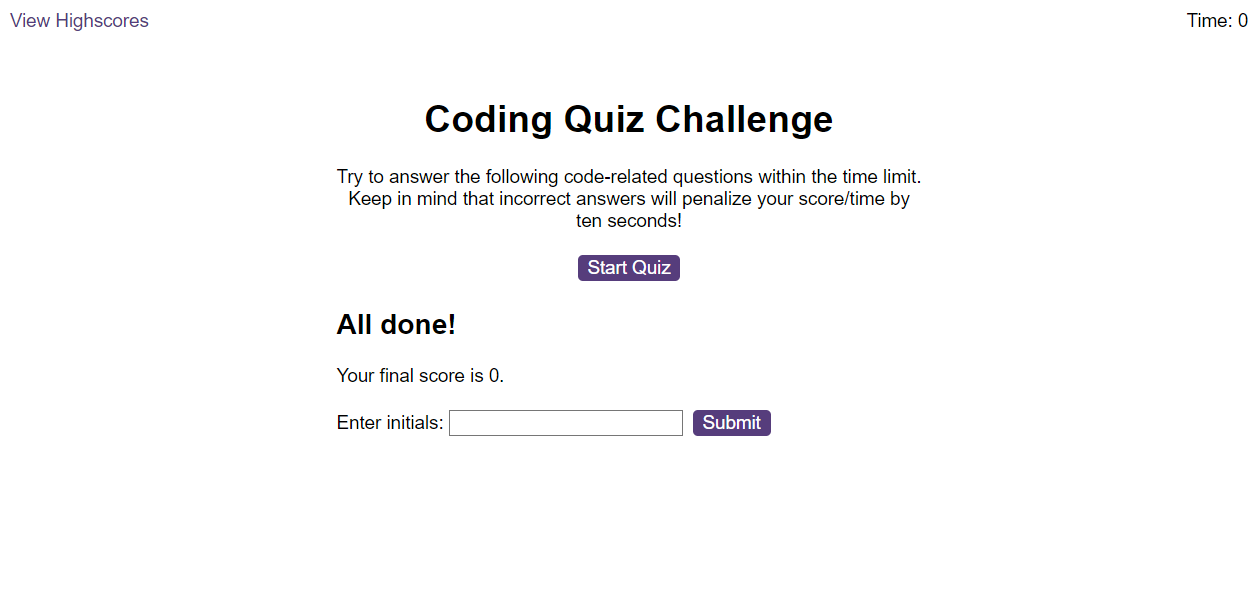 View Highscores
Time: 0
Coding Quiz Challenge
Try to answer the following code-related questions within the time limit.
Keep in mind that incorrect answers will penalize your score/time by
ten seconds!
Start Quiz
All done!
Your final score is 0.
Enter initials:
Submit